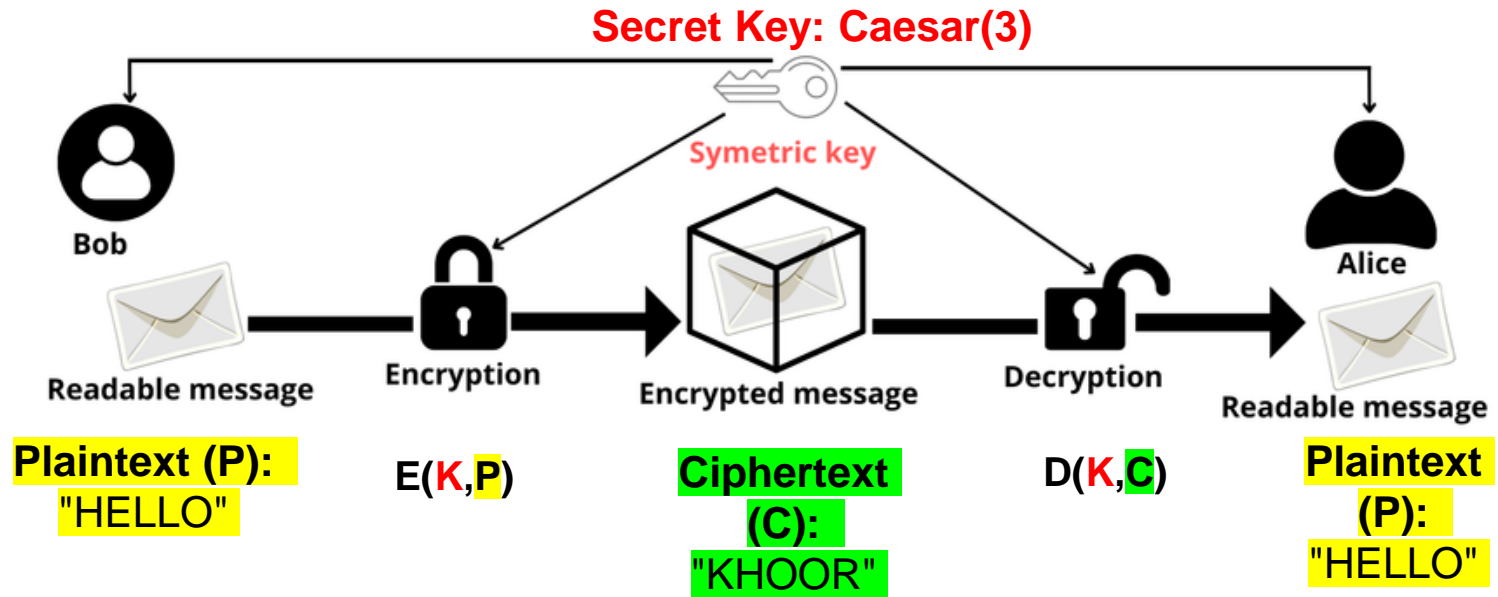 Secret Key: Caesar(3)
Symetric key
Bob
Alice
Readable message
Encryption
Encrypted message
Decryption
Readable message
Plaintext (P):
"HELLO"
E(K,P)
Ciphertext
(C):
"KHOOR"
D(K,C)
Plaintext
(P):
"HELLO"